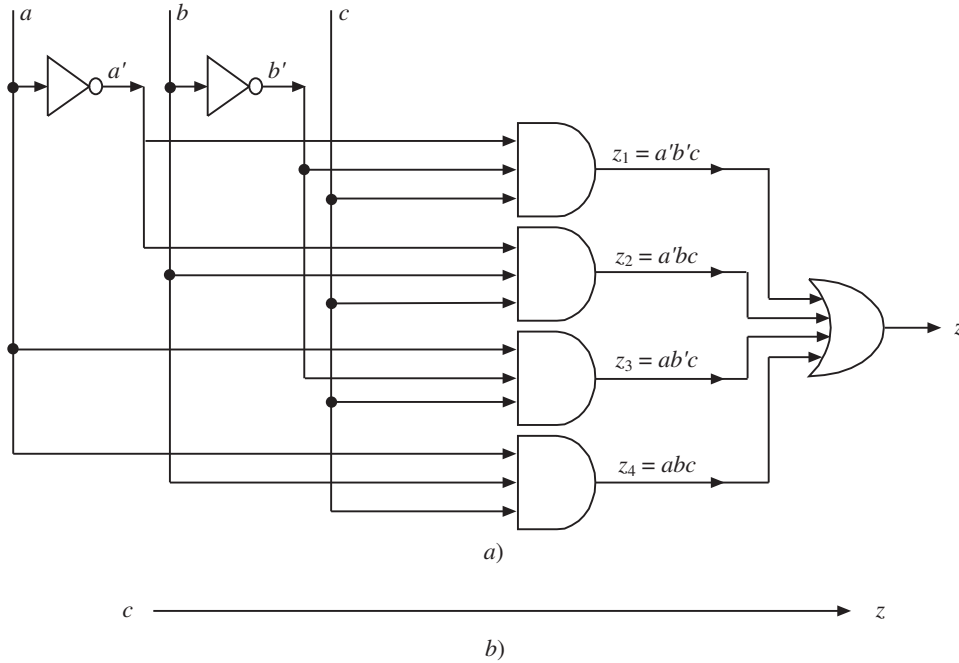 a b c
a' b'
z₁ = a'b'c
z₂ = a'bc
z
z₃ = ab'c
z₄ = abc
a)
c z
b)